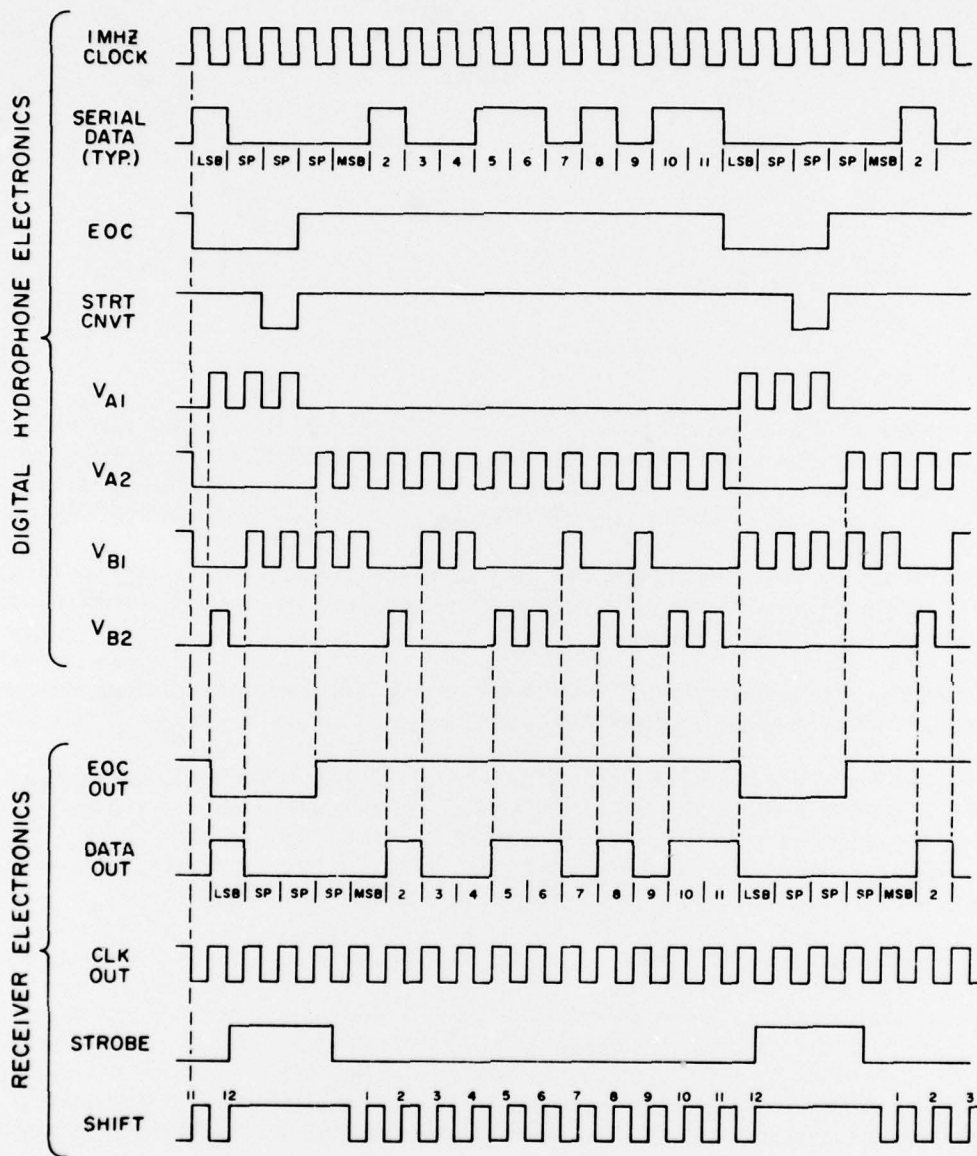 DIGITAL HYDROPHONE ELECTRONICS
1MHZ
CLOCK
SERIAL
DATA
(TYP.)
LSB SP SP SP MSB 2 3 4 5 6 7 8 9 10 11 LSB SP SP SP MSB 2
EOC
STRT
CNVT
VA1
VA2
VB1
VB2
RECEIVER ELECTRONICS
EOC
OUT
DATA
OUT
LSB SP SP SP MSB 2 3 4 5 6 7 8 9 10 11 LSB SP SP SP MSB 2
CLK
OUT
STROBE
11 12 1 2 3 4 5 6 7 8 9 10 11 12 1 2 3
SHIFT